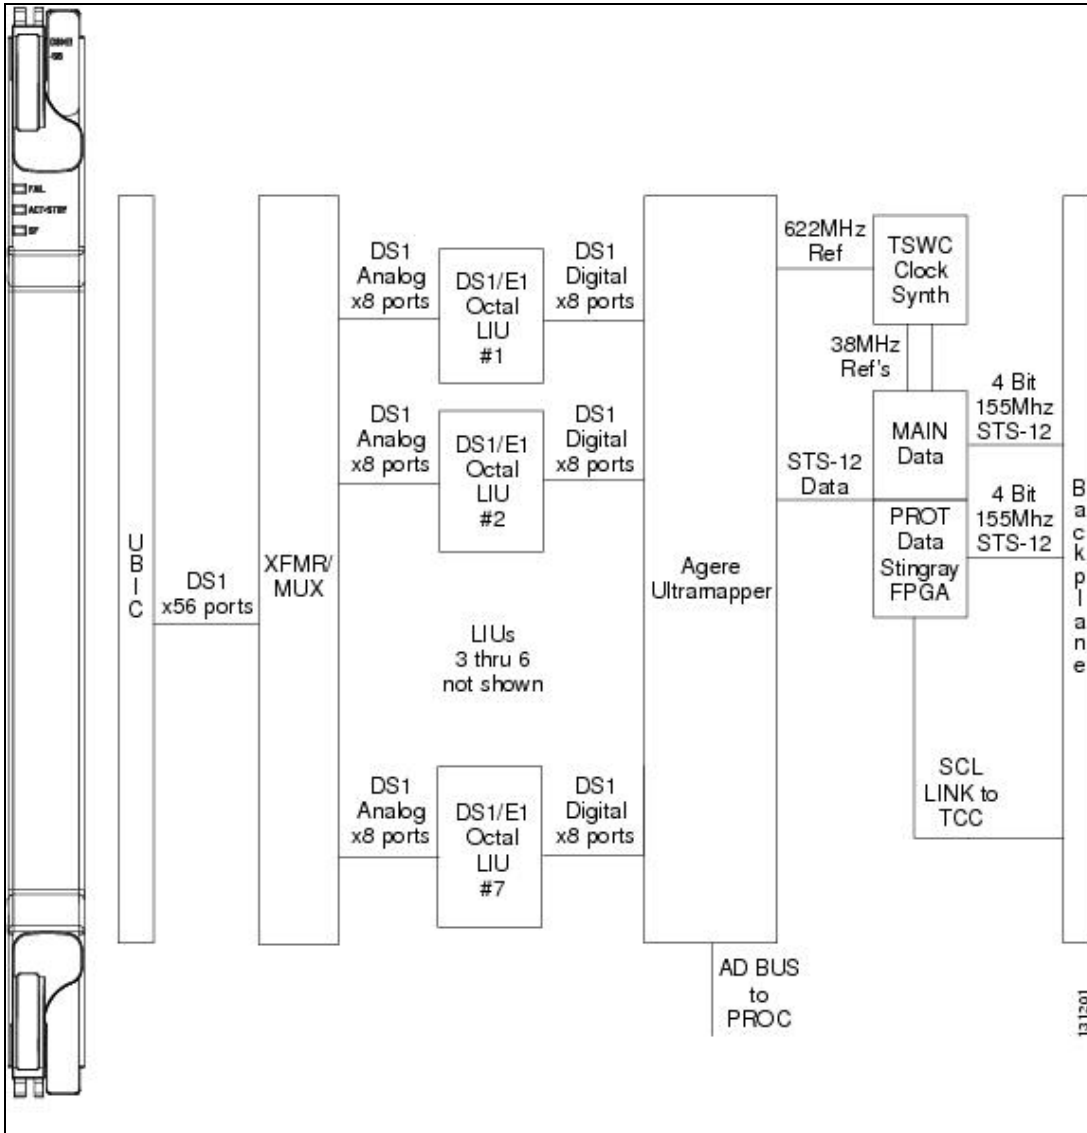 FAIL
ACT-STBY
SF
UBIC
DS1
x56 ports
XFMR/
MUX
DS1
Analog
x8 ports
DS1/E1
Octal
LIU
#1
DS1
Digital
x8 ports
DS1
Analog
x8 ports
DS1/E1
Octal
LIU
#2
DS1
Digital
x8 ports
LIUs
3 thru 6
not shown
DS1
Analog
x8 ports
DS1/E1
Octal
LIU
#7
DS1
Digital
x8 ports
Agere
Ultramapper
AD BUS
to
PROC
622MHz
Ref
TSWC
Clock
Synth
38MHz
Ref's
STS-12
Data
MAIN
Data
PROT
Data
Stingray
FPGA
4 Bit
155Mhz
STS-12
4 Bit
155Mhz
STS-12
SCL
LINK to
TCC
Backplane
131291